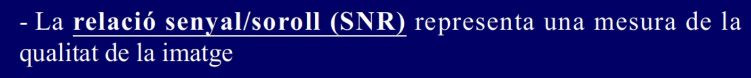 - La relació senyal/soroll (SNR) representa una mesura de la
qualitat de la imatge